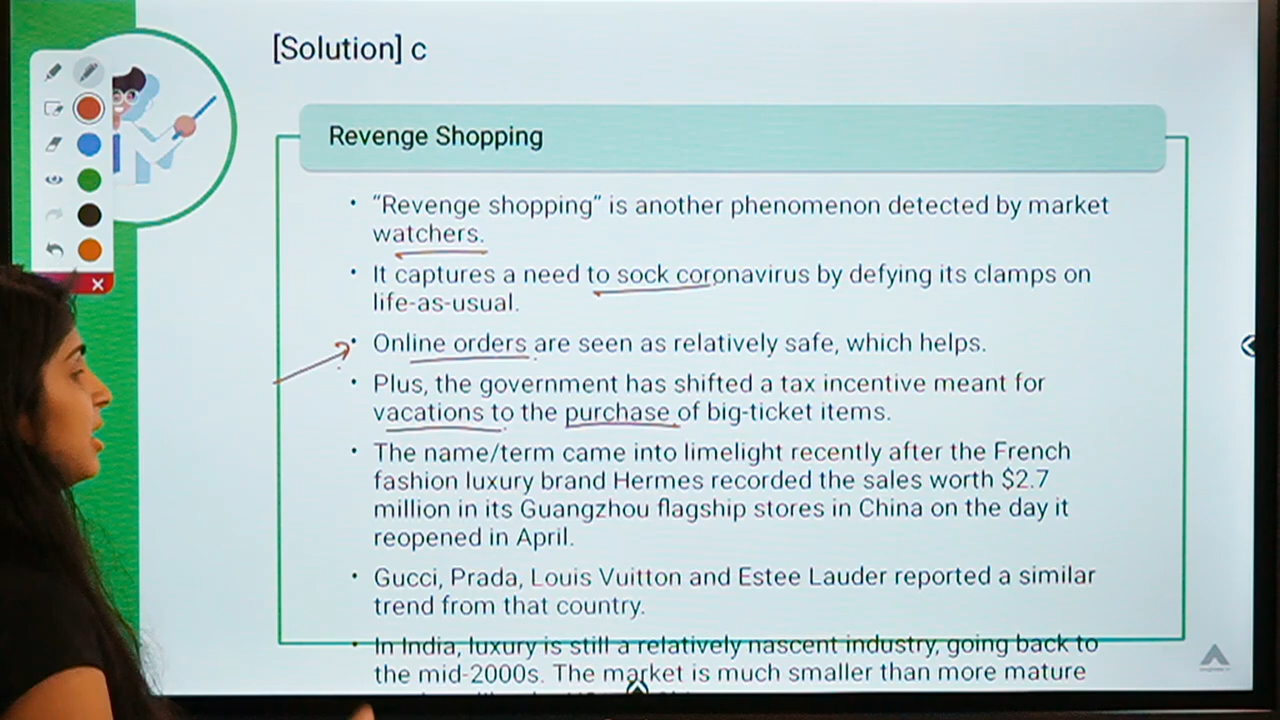 [Solution] c
Revenge Shopping
• “Revenge shopping” is another phenomenon detected by market
watchers.
• It captures a need to sock coronavirus by defying its clamps on
life-as-usual.
• Online orders are seen as relatively safe, which helps.
• Plus, the government has shifted a tax incentive meant for
vacations to the purchase of big-ticket items.
• The name/term came into limelight recently after the French
fashion luxury brand Hermes recorded the sales worth $2.7
million in its Guangzhou flagship stores in China on the day it
reopened in April.
• Gucci, Prada, Louis Vuitton and Estee Lauder reported a similar
trend from that country.
• In India, luxury is still a relatively nascent industry, going back to
the mid-2000s. The market is much smaller than more mature